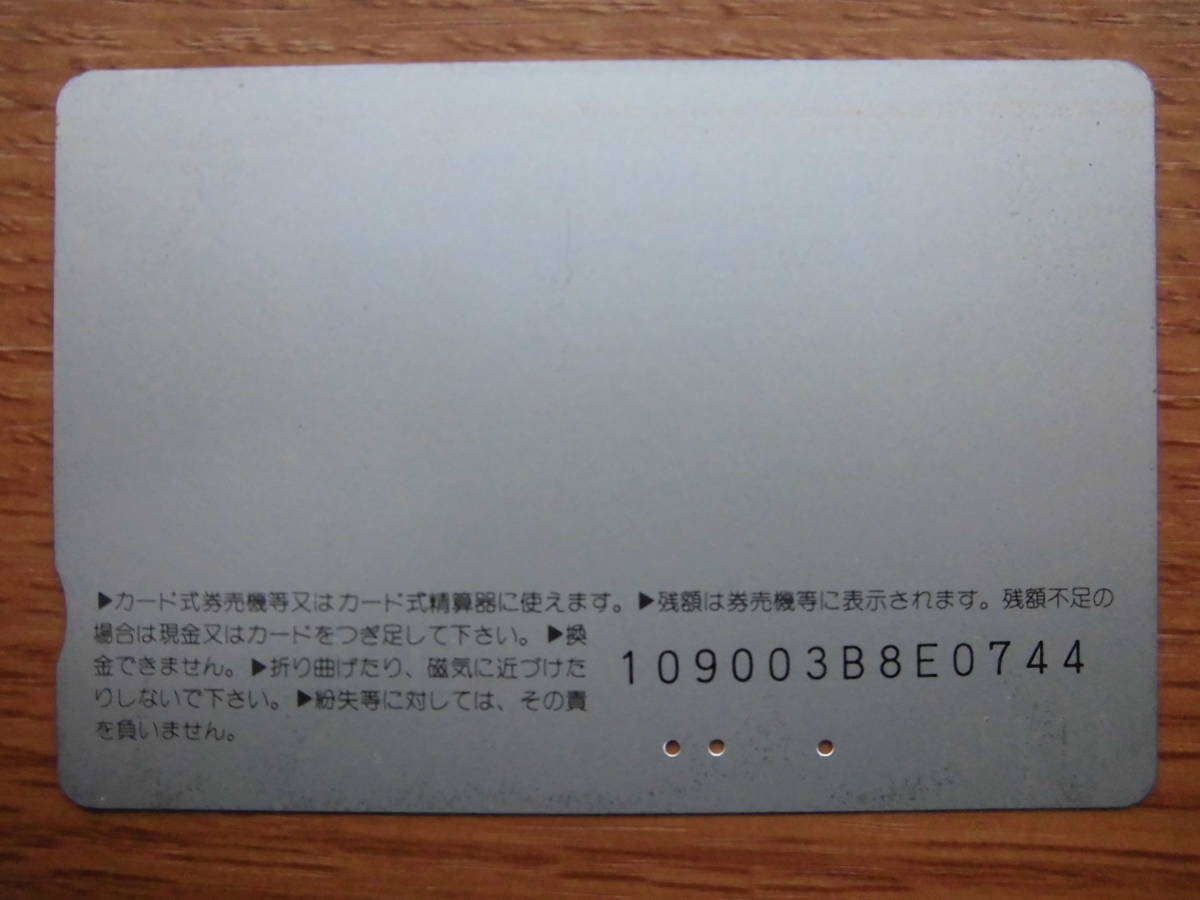 ▶カード式券売機等又はカード式精算器に使えます。▶残額は券売機等に表示されます。残額不足の
場合は現金又はカードをつぎ足して下さい。▶換
金できません。▶折り曲げたり、磁気に近づけた
りしないで下さい。▶紛失等に対しては、その責
を負いません。
109003B8E0744